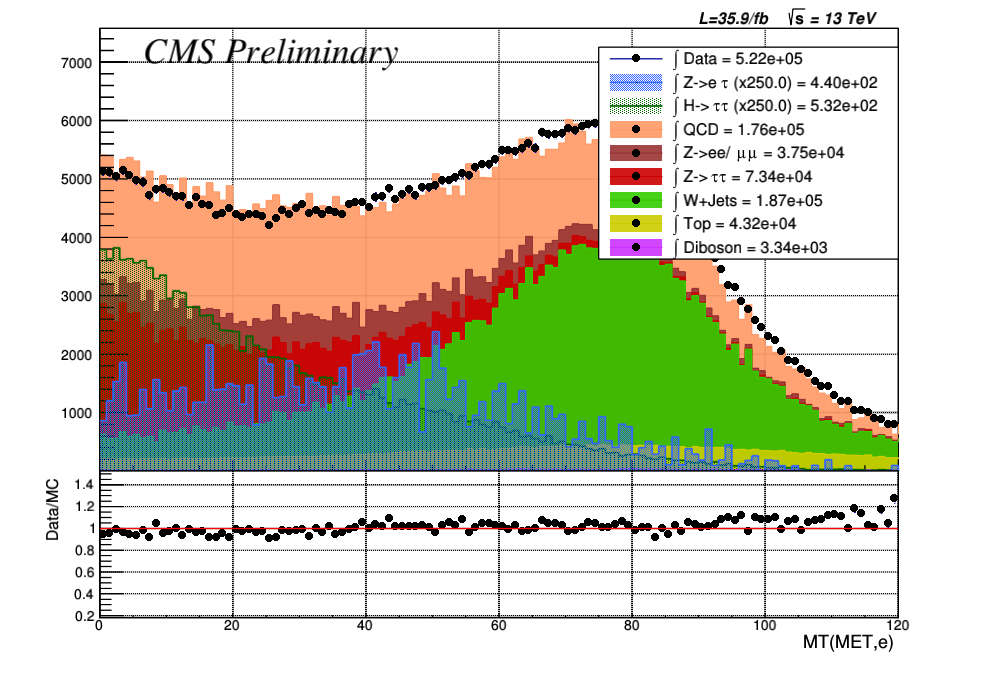 L=35.9/fb √s = 13 TeV
CMS Preliminary
∫ Data = 5.22e+05
∫ Z->e τ (x250.0) = 4.40e+02
∫ H-> ττ (x250.0) = 5.32e+02
∫ QCD = 1.76e+05
∫ Z->ee/ μμ = 3.75e+04
∫ Z-> ττ = 7.34e+04
∫ W+Jets = 1.87e+05
∫ Top = 4.32e+04
∫ Diboson = 3.34e+03
7000
6000
5000
4000
3000
2000
1000
Data/MC
1.4
1.2
1
0.8
0.6
0.4
0.2
0 20 40 60 80 100 120
MT(MET,e)